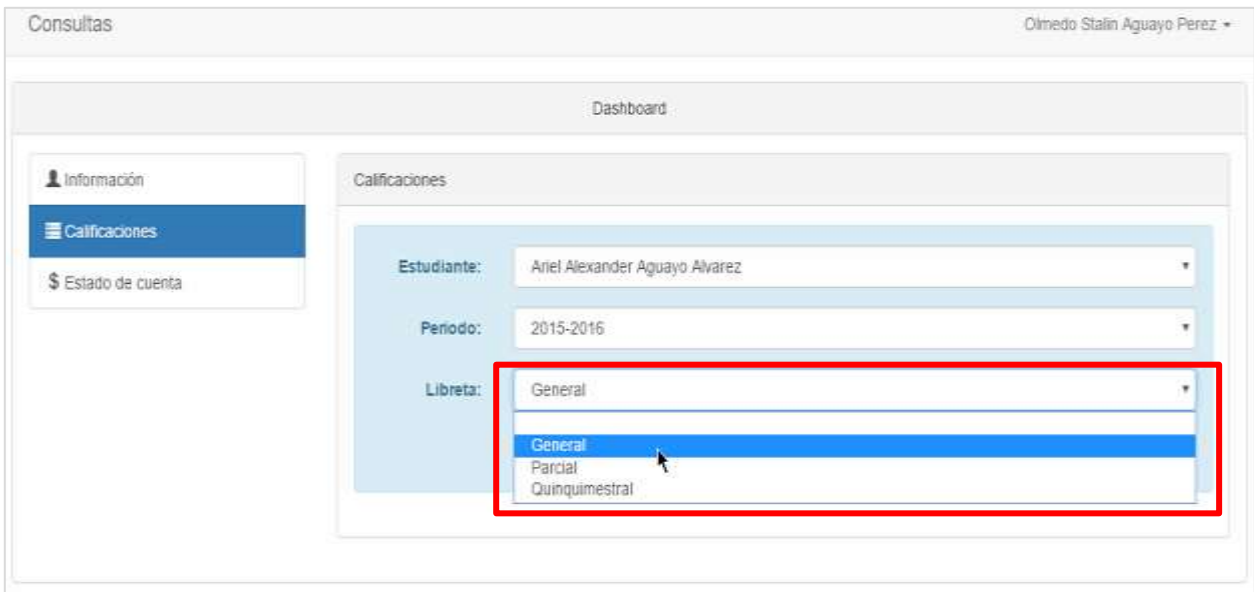 Consultas
Olmedo Stalin Aguayo Perez
Dashboard
Información
Calificaciones
$ Estado de cuenta
Calificaciones
Estudiante: Ariel Alexander Aguayo Alvarez
Periodo: 2015-2016
Libreta: General
General
Parcial
Quinquimestral